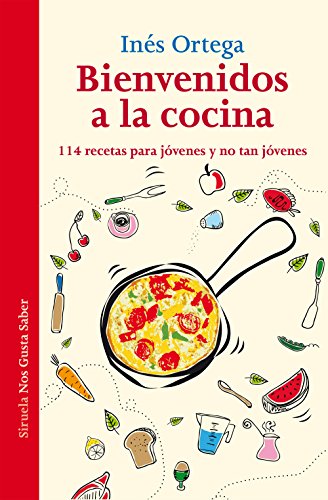 Inés Ortega
Bienvenidos
a la cocina
114 recetas para jóvenes y no tan jóvenes
Siruela Nos Gusta Saber